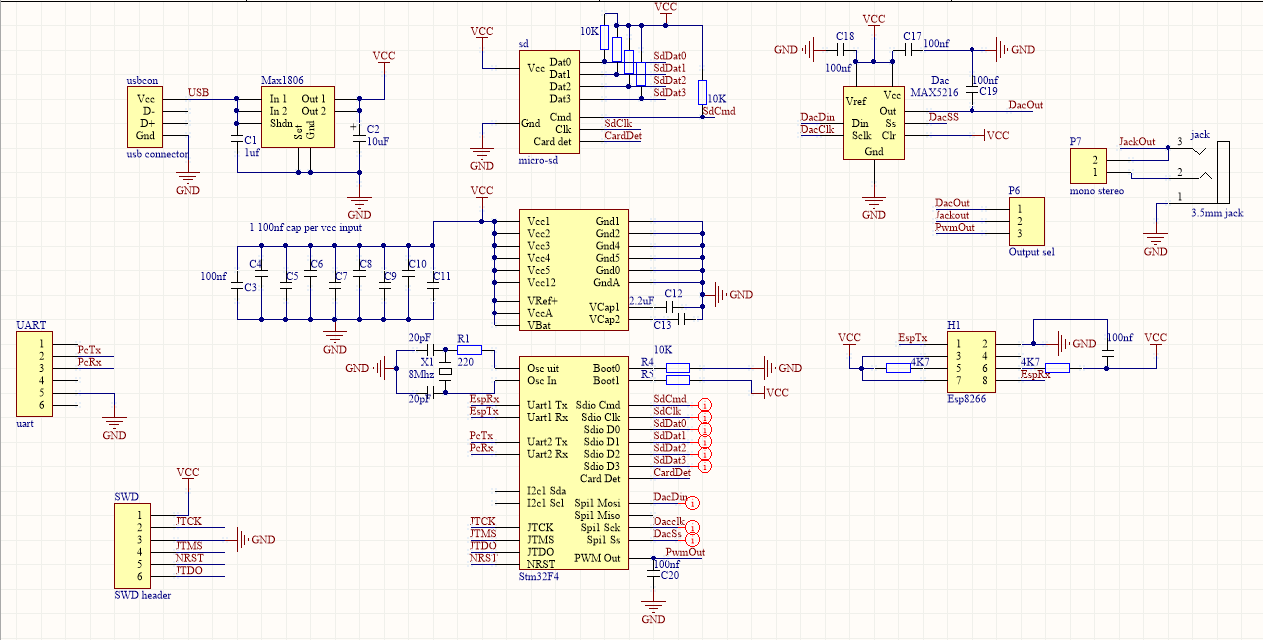 usbcon
Vcc
D-
D+
Gnd
usb connector
GND
USB
Max1806
In 1
In 2
Shdn
Set
Gnd
Out 1
Out 2
C1
1uf
VCC
C2
10uF
GND
VCC
sd
Vcc
Gnd
Dat0
Dat1
Dat2
Dat3
Cmd
Clk
Card det
micro-sd
GND
10K
VCC
SdDat0
SdDat1
SdDat2
SdDat3
10K
SdCmd
SdClk
CardDet
VCC
GND
C18
100nf
C17
100nf
GND
Dac
MAX5216
100nf
C19
Vref
Vcc
Out
Din
Ss
Sclk
Clr
Gnd
DacDin
DacClk
DacOut
DacSS
VCC
GND
P7
2
1
mono stereo
JackOut
jack
3
2
1
3.5mm jack
GND
P6
DacOut
Jackout
PwmOut
1
2
3
Output sel
1 100nf cap per vcc input
100nf
C3
C4
C5
C6
C7
C8
C9
C10
C11
GND
VCC
Vcc1
Vcc2
Vcc3
Vcc4
Vcc5
Vcc12
VRef+
VccA
VBat
Gnd1
Gnd2
Gnd4
Gnd5
Gnd0
GndA
VCap1
VCap2
2.2uF
C12
C13
GND
UART
1
2
3
4
5
6
PcTx
PcRx
uart
GND
GND
20pF
X1
8Mhz
20pF
R1
220
Osc uit
Osc In
Uart1 Tx
Uart1 Rx
Uart2 Tx
Uart2 Rx
I2c1 Sda
I2c1 Scl
JTCK
JTMS
JTDO
NRST
Boot0
Boot1
Sdio Cmd
Sdio Clk
Sdio D0
Sdio D1
Sdio D2
Sdio D3
Card Det
Spi1 Mosi
Spi1 Miso
Spi1 Sck
Spi1 Ss
PWM Out
Stm32F4
EspRx
EspTx
PcTx
PcRx
JTCK
JTMS
JTDO
NRST
10K
R4
R5
GND
VCC
SdCmd
SdClk
SdDat0
SdDat1
SdDat2
SdDat3
CardDet
DacDin
Dacclk
DacSs
PwmOut
1
1
1
1
1
1
1
1
1
100nf
C20
GND
VCC
EspTx
4K7
H1
1
2
3
4
5
6
7
8
Esp8266
GND
100nf
4K7
EspRx
VCC
VCC
SWD
1
2
3
4
5
6
JTCK
GND
JTMS
NRST
JTDO
SWD header